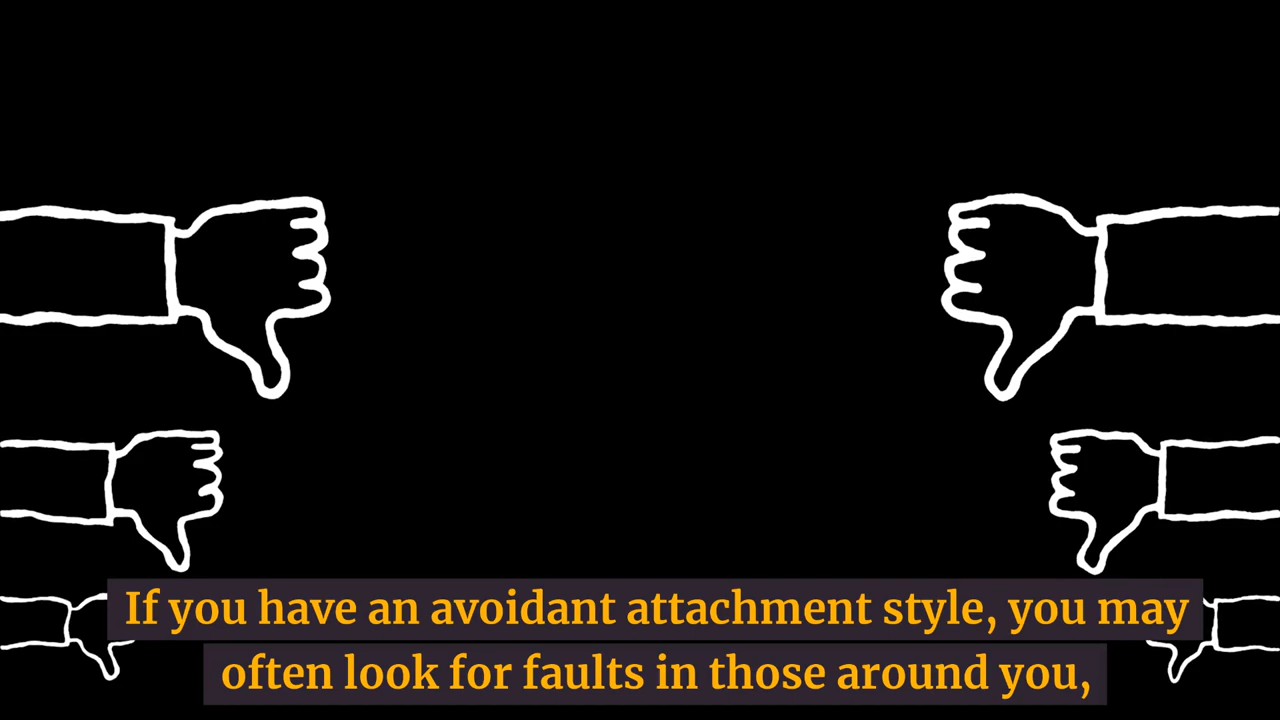 If you have an avoidant attachment style, you may
often look for faults in those around you,